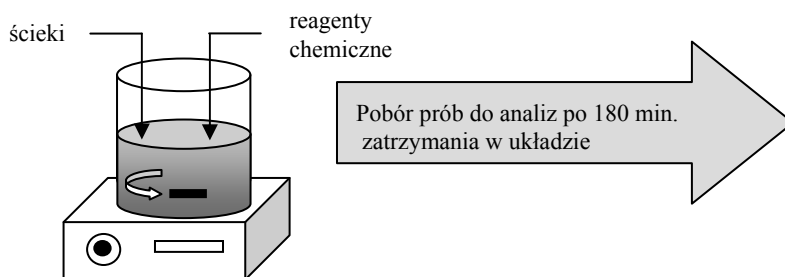 ścieki
reagenty
chemiczne
Pobór prób do analiz po 180 min.
zatrzymania w układzie